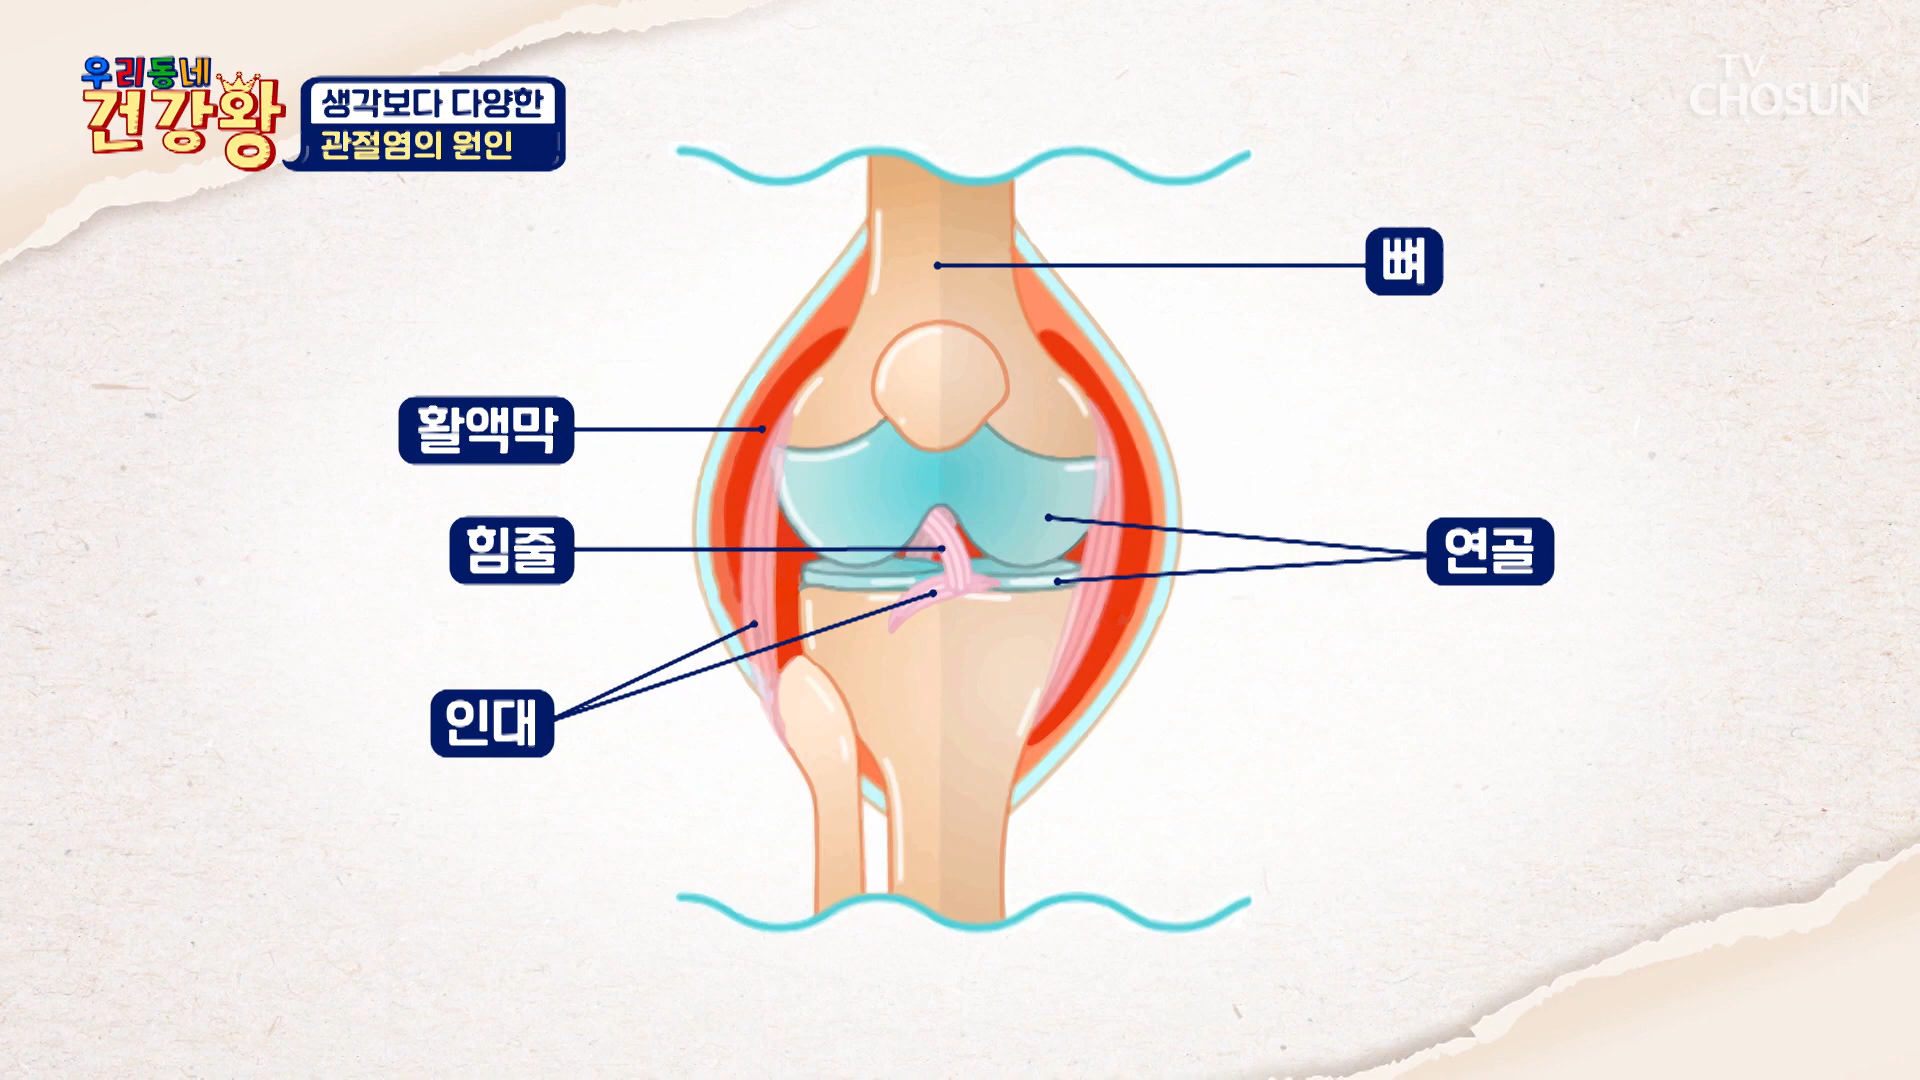 우리동네
건강왕
생각보다 다양한
관절염의 원인
TV
CHOSUN
뼈
활액막
힘줄
연골
인대